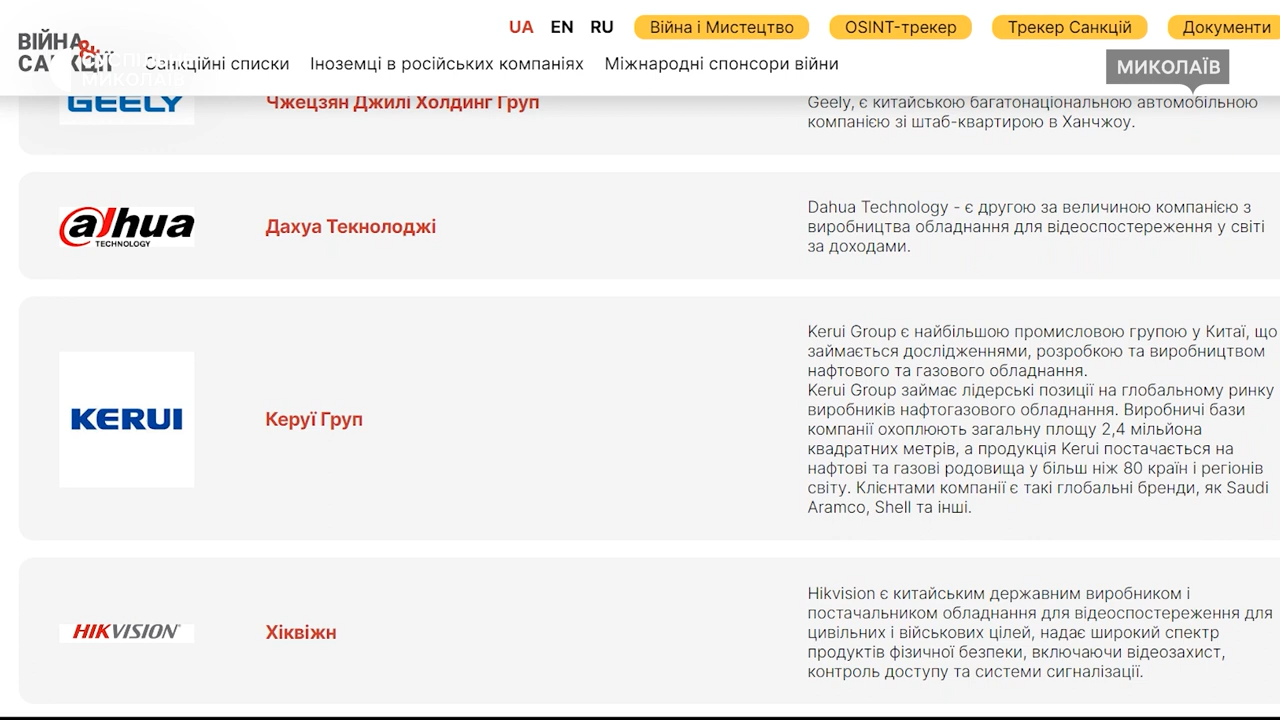 UA EN RU Війна і Мистецтво OSINT-трекер Трекер Санкцій Документи
ВІЙНА
САНКЦІЇ
СУСПІЛЬНЕ
МИКОЛАЇВ
Санкційні списки Іноземці в російських компаніях Міжнародні спонсори війни
МИКОЛАЇВ
GEELY
Чжецзян Джилі Холдинг Груп
Geely, є китайською багатонаціональною автомобільною
компанією зі штаб-квартирою в Ханчжоу.
alhua
TECHNOLOGY
Дахуа Текнолоджі
Dahua Technology - є другою за величиною компанією з
виробництва обладнання для відеоспостереження у світі
за доходами.
KERUI
Керуї Груп
Kerui Group є найбільшою промисловою групою у Китаї, що
займається дослідженнями, розробкою та виробництвом
нафтового та газового обладнання.
Kerui Group займає лідерські позиції на глобальному ринку
виробників нафтогазового обладнання. Виробничі бази
компанії охоплюють загальну площу 2,4 мільйона
квадратних метрів, а продукція Kerui постачається на
нафтові та газові родовища у більш ніж 80 країн і регіонів
світу. Клієнтами компанії є такі глобальні бренди, як Saudi
Aramco, Shell та інші.
HIKVISION
Хіквіжн
Hikvision є китайським державним виробником і
постачальником обладнання для відеоспостереження для
цивільних і військових цілей, надає широкий спектр
продуктів фізичної безпеки, включаючи відеозахист,
контроль доступу та системи сигналізації.